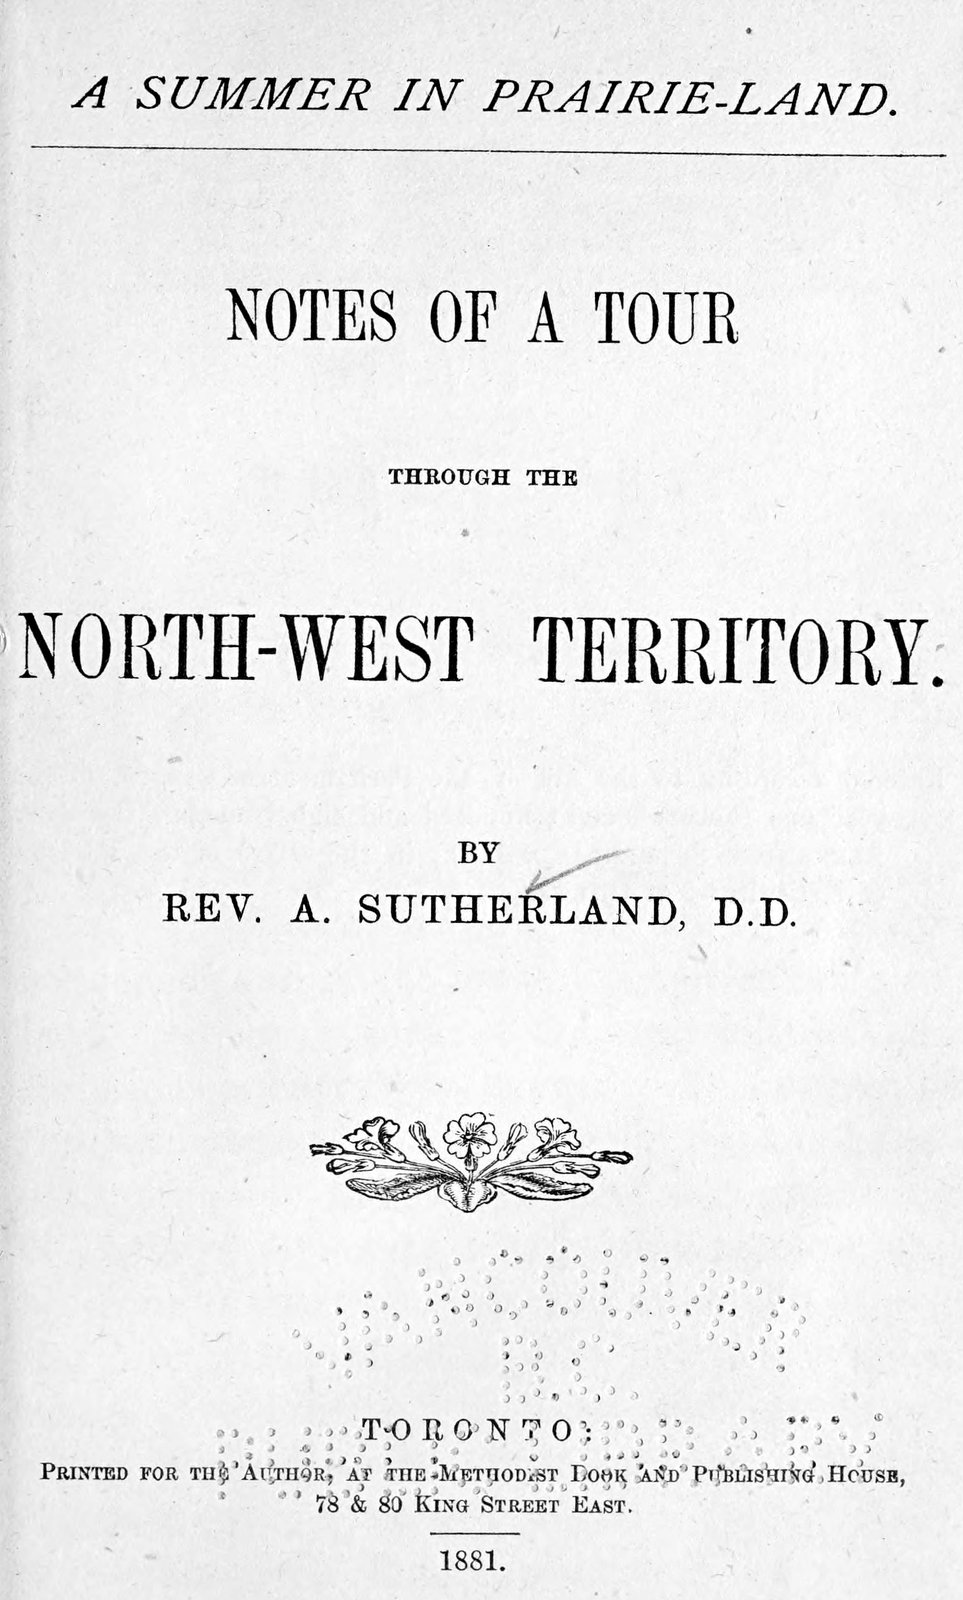 A SUMMER IN PRAIRIE-LAND.
NOTES OF A TOUR
THROUGH THE
NORTH-WEST TERRITORY.
BY
REV. A. SUTHERLAND, D.D.
VANCOUVER
B.C.
TORONTO:
PRINTED FOR THE AUTHOR, AT THE METHODIST BOOK AND PUBLISHING HOUSE,
78 & 80 KING STREET EAST.
1881.